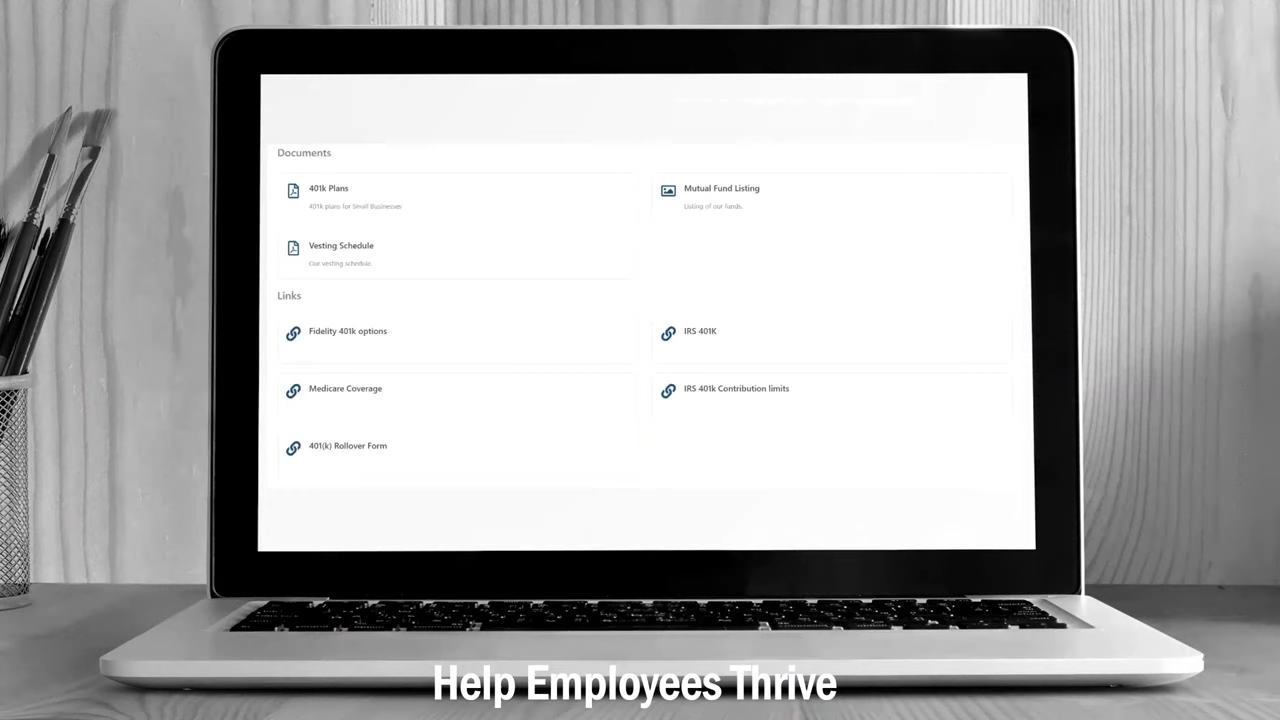 Documents
401k Plans
401k plans for Small Businesses
Mutual Fund Listing
Listing of our funds.
Vesting Schedule
Our vesting schedule.
Links
Fidelity 401k options
IRS 401K
Medicare Coverage
IRS 401k Contribution limits
401(k) Rollover Form
Help Employees Thrive